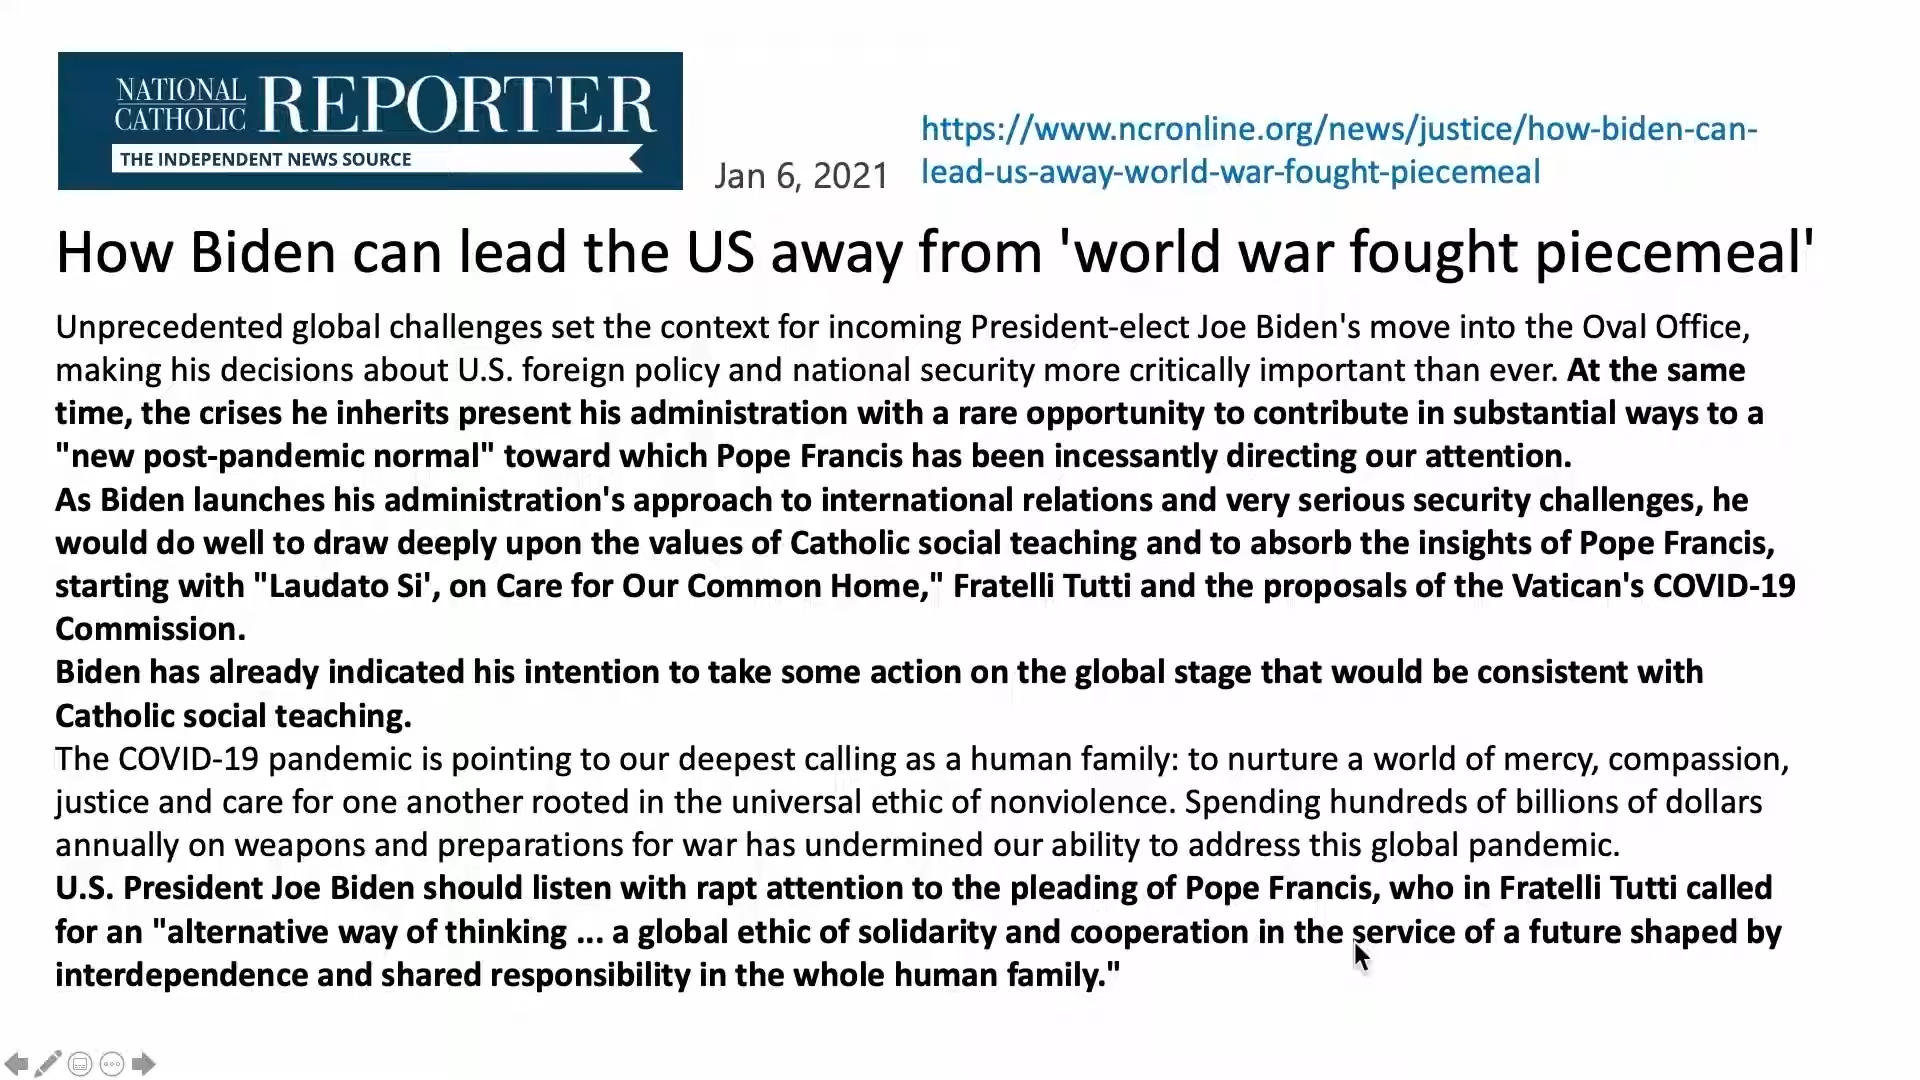 NATIONAL CATHOLIC REPORTER
THE INDEPENDENT NEWS SOURCE
Jan 6, 2021
https://www.ncronline.org/news/justice/how-biden-can-
lead-us-away-world-war-fought-piecemeal
How Biden can lead the US away from 'world war fought piecemeal'
Unprecedented global challenges set the context for incoming President-elect Joe Biden's move into the Oval Office,
making his decisions about U.S. foreign policy and national security more critically important than ever. At the same
time, the crises he inherits present his administration with a rare opportunity to contribute in substantial ways to a
"new post-pandemic normal" toward which Pope Francis has been incessantly directing our attention.
As Biden launches his administration's approach to international relations and very serious security challenges, he
would do well to draw deeply upon the values of Catholic social teaching and to absorb the insights of Pope Francis,
starting with "Laudato Si', on Care for Our Common Home," Fratelli Tutti and the proposals of the Vatican's COVID-19
Commission.
Biden has already indicated his intention to take some action on the global stage that would be consistent with
Catholic social teaching.
The COVID-19 pandemic is pointing to our deepest calling as a human family: to nurture a world of mercy, compassion,
justice and care for one another rooted in the universal ethic of nonviolence. Spending hundreds of billions of dollars
annually on weapons and preparations for war has undermined our ability to address this global pandemic.
U.S. President Joe Biden should listen with rapt attention to the pleading of Pope Francis, who in Fratelli Tutti called
for an "alternative way of thinking ... a global ethic of solidarity and cooperation in the service of a future shaped by
interdependence and shared responsibility in the whole human family."